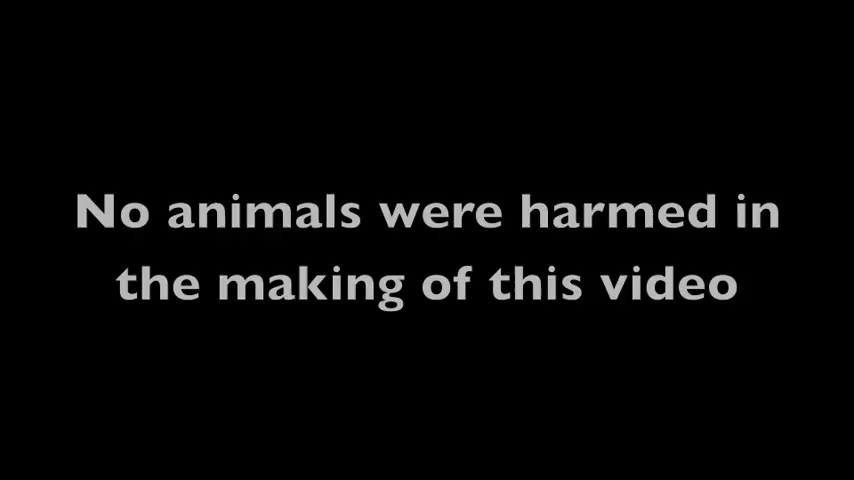 No animals were harmed in
the making of this video